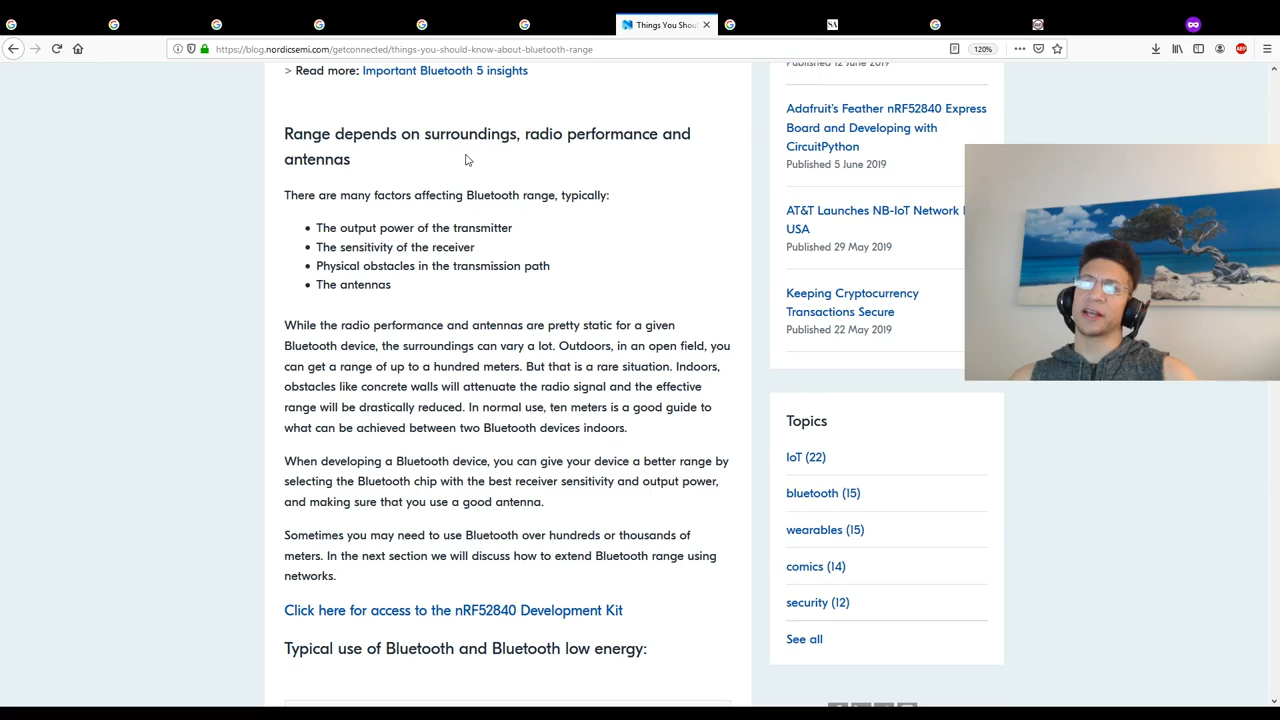 Things You Shou
SA
https://blog.nordicsemi.com/getconnected/things-you-should-know-about-bluetooth-range
120%
ABP
> Read more: Important Bluetooth 5 insights
Range depends on surroundings, radio performance and
antennas
There are many factors affecting Bluetooth range, typically:
• The output power of the transmitter
• The sensitivity of the receiver
• Physical obstacles in the transmission path
• The antennas
While the radio performance and antennas are pretty static for a given
Bluetooth device, the surroundings can vary a lot. Outdoors, in an open field, you
can get a range of up to a hundred meters. But that is a rare situation. Indoors,
obstacles like concrete walls will attenuate the radio signal and the effective
range will be drastically reduced. In normal use, ten meters is a good guide to
what can be achieved between two Bluetooth devices indoors.
When developing a Bluetooth device, you can give your device a better range by
selecting the Bluetooth chip with the best receiver sensitivity and output power,
and making sure that you use a good antenna.
Sometimes you may need to use Bluetooth over hundreds or thousands of
meters. In the next section we will discuss how to extend Bluetooth range using
networks.
Click here for access to the nRF52840 Development Kit
Typical use of Bluetooth and Bluetooth low energy:
Published 12 June 2019
Adafruit's Feather nRF52840 Express
Board and Developing with
CircuitPython
Published 5 June 2019
AT&T Launches NB-IoT Network
USA
Published 29 May 2019
Keeping Cryptocurrency
Transactions Secure
Published 22 May 2019
Topics
IoT (22)
bluetooth (15)
wearables (15)
comics (14)
security (12)
See all